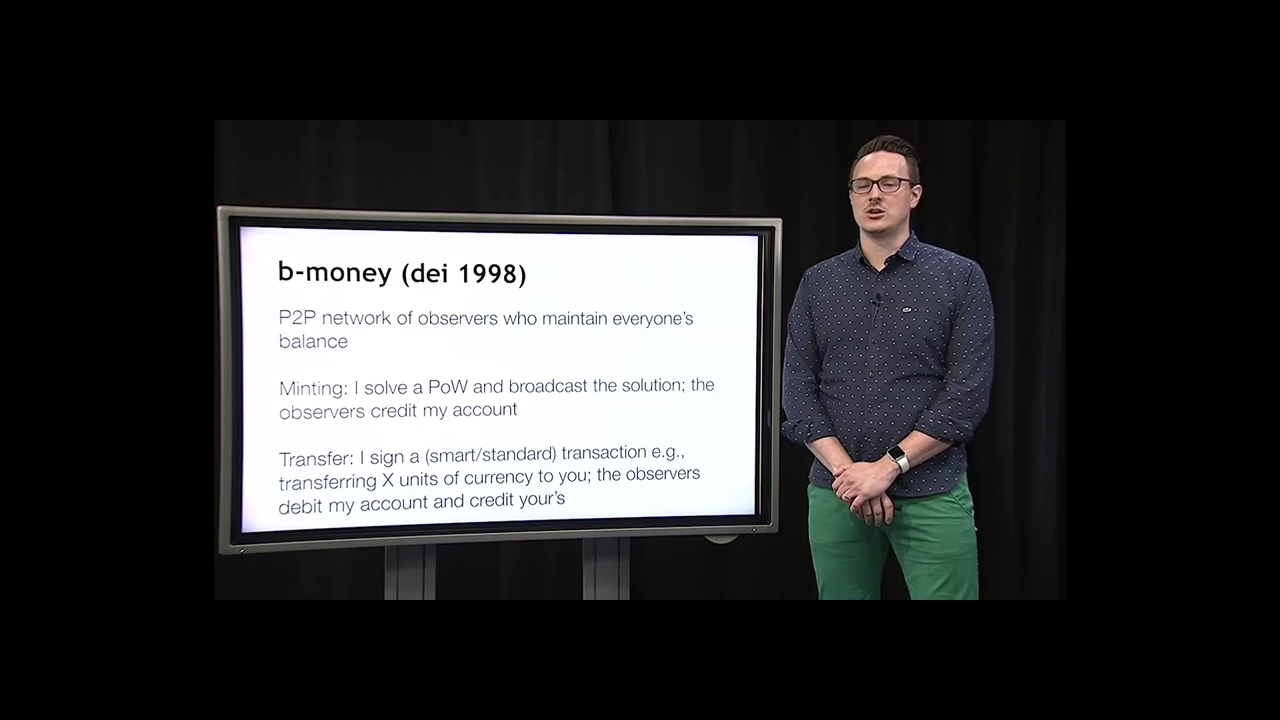 b-money (dei 1998)
P2P network of observers who maintain everyone's
balance
Minting: I solve a PoW and broadcast the solution; the
observers credit my account
Transfer: I sign a (smart/standard) transaction e.g.,
transferring X units of currency to you; the observers
debit my account and credit your's